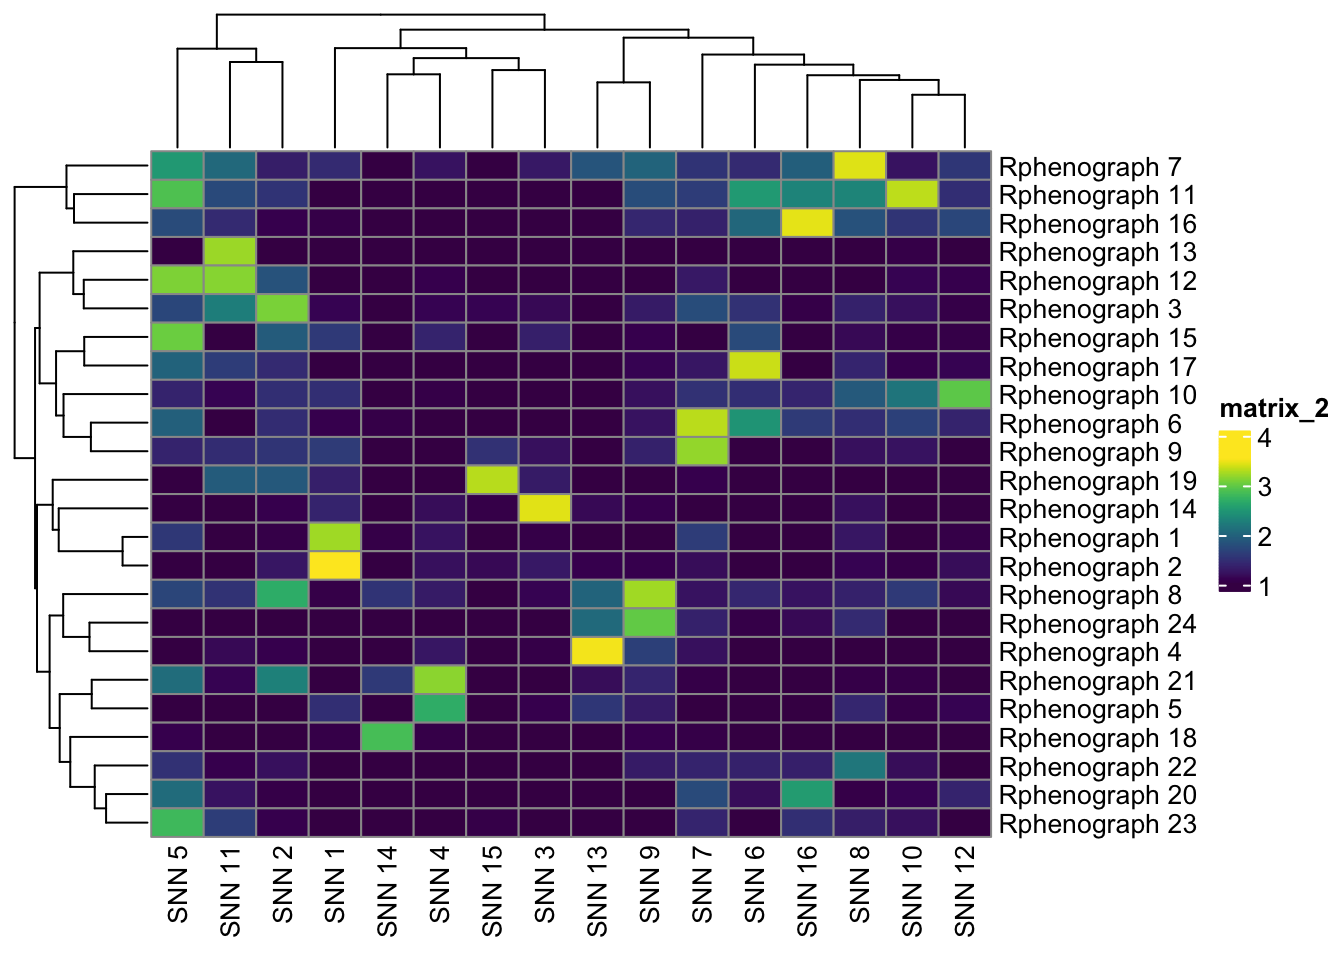 Rphenograph 7
Rphenograph 11
Rphenograph 16
Rphenograph 13
Rphenograph 12
Rphenograph 3
Rphenograph 15
Rphenograph 17
Rphenograph 10
Rphenograph 6
Rphenograph 9
Rphenograph 19
Rphenograph 14
Rphenograph 1
Rphenograph 2
Rphenograph 8
Rphenograph 24
Rphenograph 4
Rphenograph 21
Rphenograph 5
Rphenograph 18
Rphenograph 22
Rphenograph 20
Rphenograph 23
matrix_2
4
3
2
1
SNN 5
SNN 11
SNN 2
SNN 1
SNN 14
SNN 4
SNN 15
SNN 3
SNN 13
SNN 9
SNN 7
SNN 6
SNN 16
SNN 8
SNN 10
SNN 12